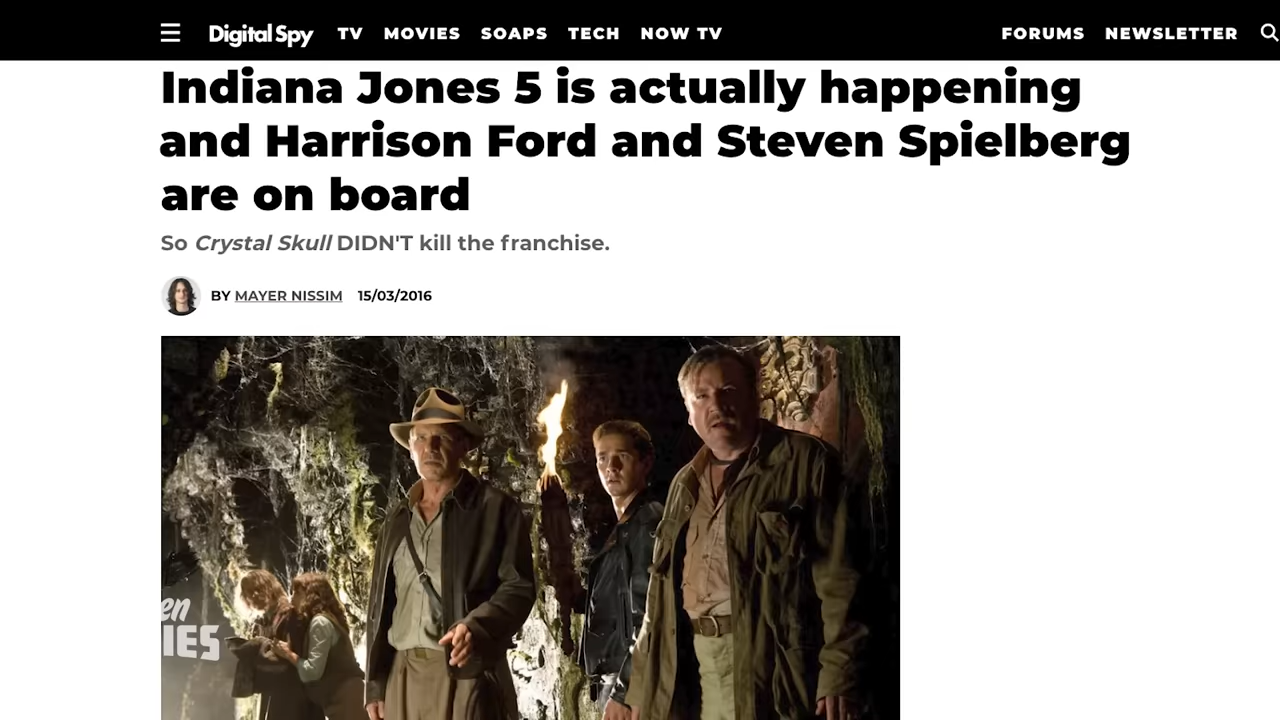 Digital Spy TV MOVIES SOAPS TECH NOW TV FORUMS NEWSLETTER
Indiana Jones 5 is actually happening
and Harrison Ford and Steven Spielberg
are on board
So Crystal Skull DIDN'T kill the franchise.
BY MAYER NISSIM 15/03/2016
en
IES